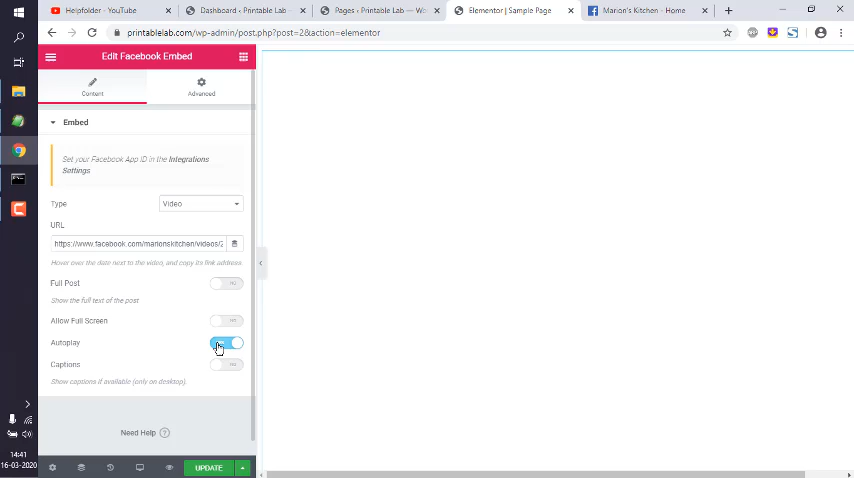 Helpfolder - YouTube
Dashboard ‹ Printable Lab —
Pages ‹ Printable Lab — Wo
Elementor | Sample Page
Marion's Kitchen - Home
printablelab.com/wp-admin/post.php?post=2&action=elementor
Edit Facebook Embed
Content
Advanced
Embed
Set your Facebook App ID in the Integrations
Settings
Type
Video
URL
https://www.facebook.com/marionskitchen/videos/2
Hover over the date next to the video, and copy its link address.
Full Post
NO
Show the full text of the post
Allow Full Screen
NO
Autoplay
Captions
NO
Show captions if available (only on desktop).
Need Help
UPDATE
14:41
16-03-2020